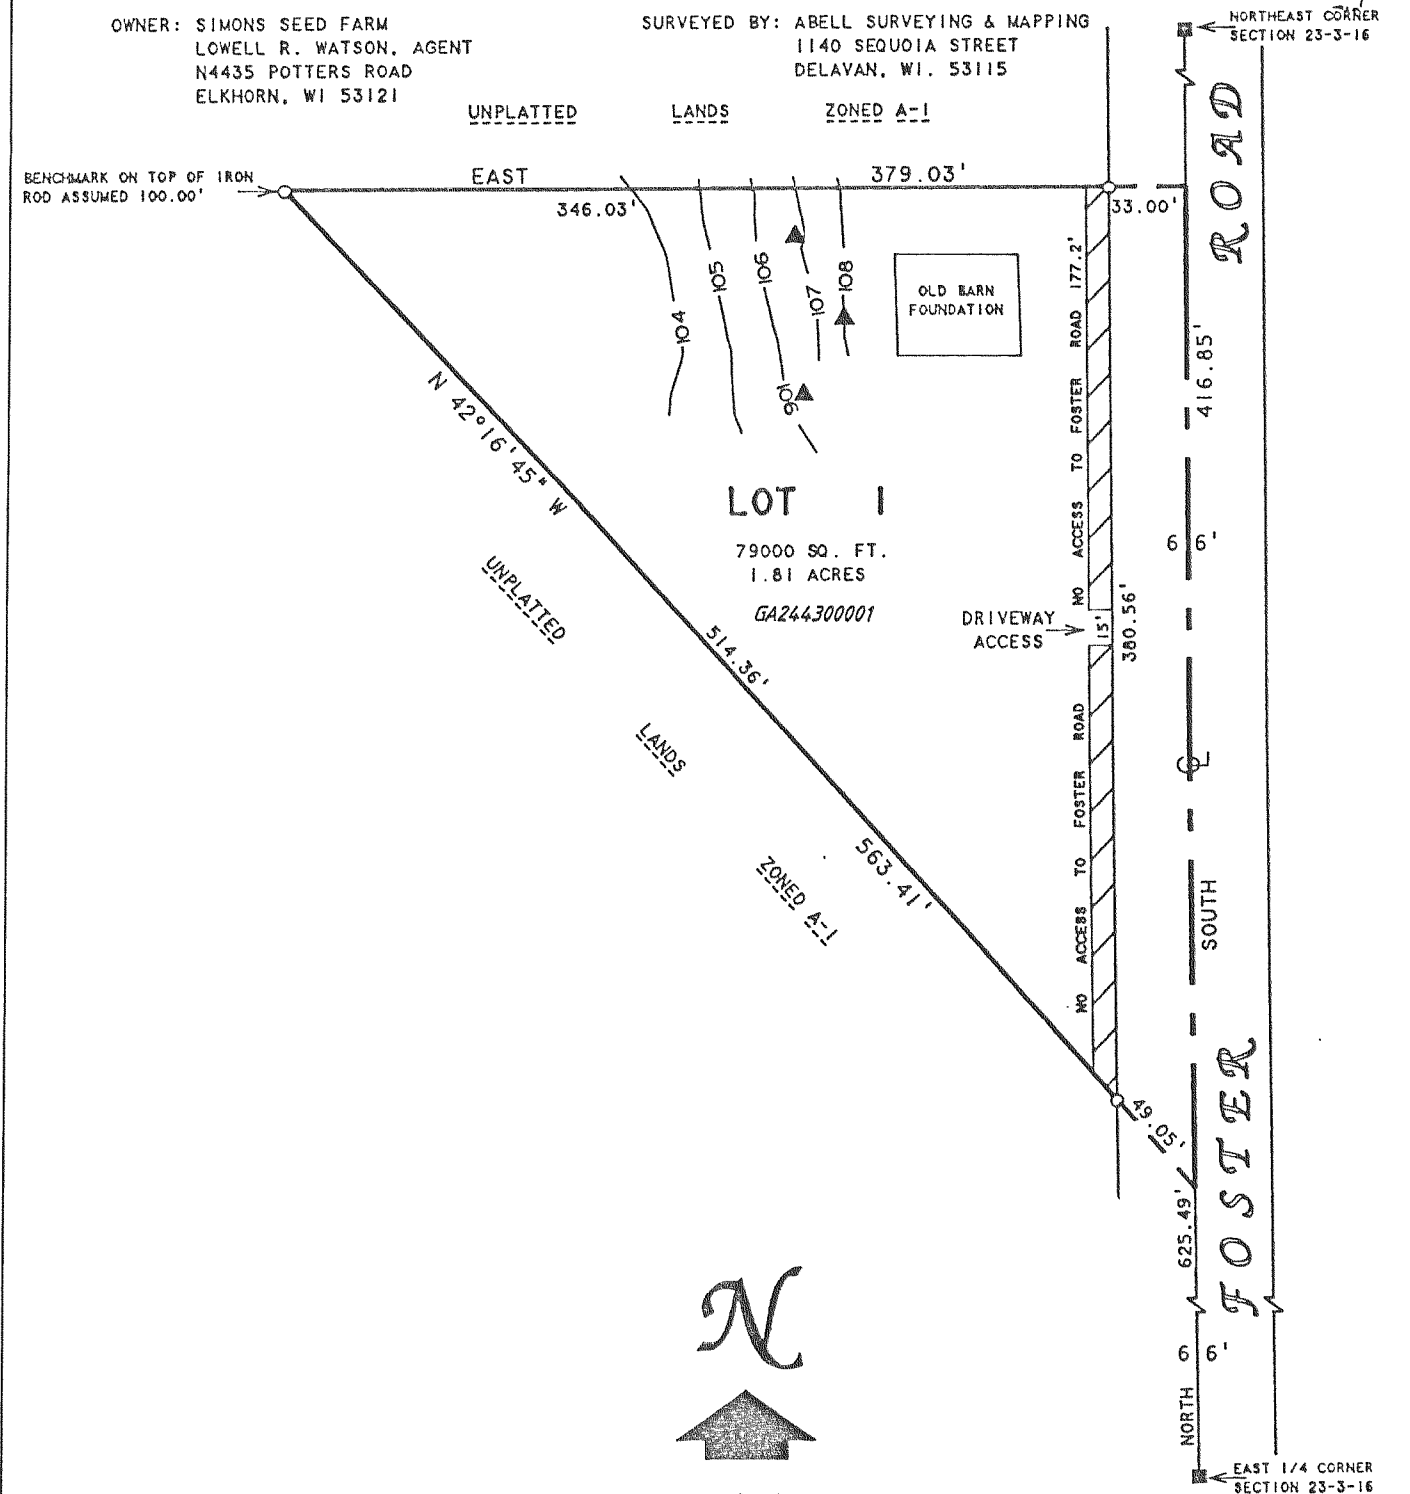 OWNER: SIMONS SEED FARM
LOWELL R. WATSON, AGENT
N4435 POTTERS ROAD
ELKHORN, WI 53121
SURVEYED BY: ABELL SURVEYING & MAPPING
1140 SEQUOIA STREET
DELAVAN, WI. 53115
NORTHEAST CORNER
SECTION 23-3-16
UNPLATTED LANDS ZONED A-1
BENCHMARK ON TOP OF IRON
ROD ASSUMED 100.00'
EAST 379.03'
346.03'
33.00'
ROAD
104
105
106
107
108
106
OLD BARN
FOUNDATION
NO ACCESS TO FOSTER ROAD 177.2'
416.85'
N 42°16'45" W
LOT 1
79000 SQ. FT.
1.81 ACRES
GA244300001
66'
UNPLATTED
LANDS
ZONED A-1
514.36'
563.41'
DRIVEWAY
ACCESS
15'
380.56'
NO ACCESS TO FOSTER ROAD
CL
SOUTH
FOSTER
49.05'
625.49'
N
66'
NORTH
EAST 1/4 CORNER
SECTION 23-3-16